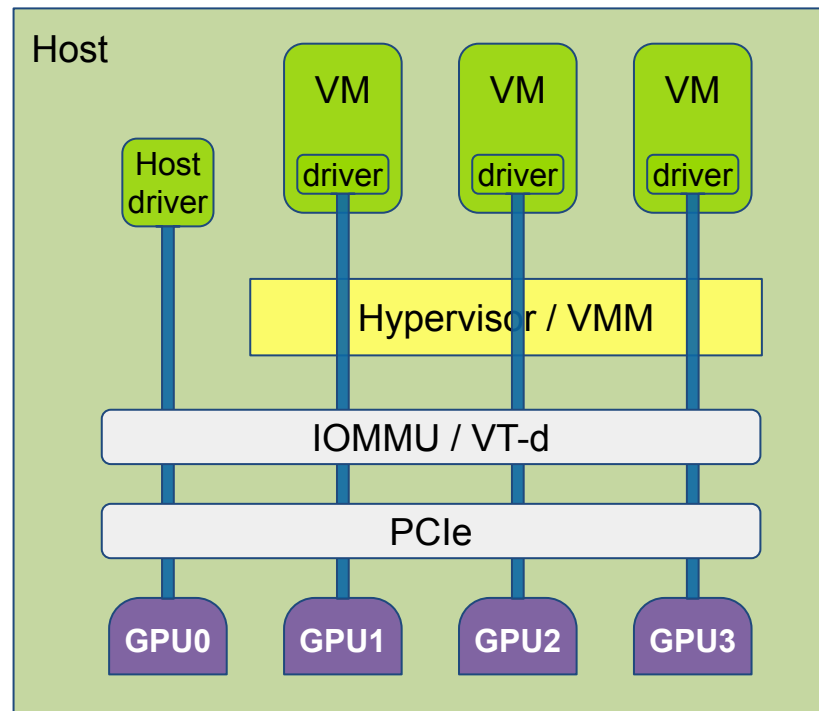 Host
VM
VM
VM
Host
driver
driver
driver
driver
Hypervisor / VMM
IOMMU / VT-d
PCIe
GPU0
GPU1
GPU2
GPU3